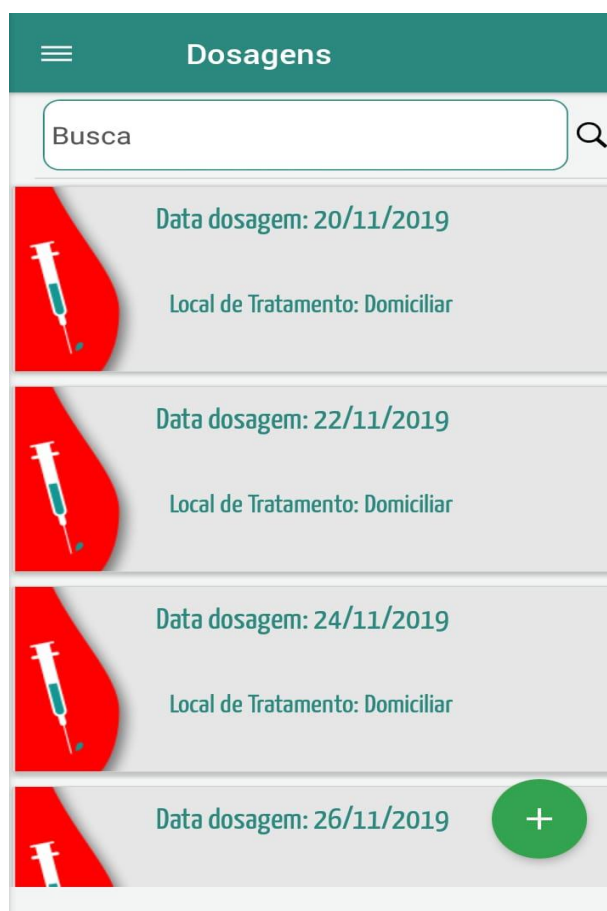 Dosagens
Busca
Data dosagem: 20/11/2019
Local de Tratamento: Domiciliar
Data dosagem: 22/11/2019
Local de Tratamento: Domiciliar
Data dosagem: 24/11/2019
Local de Tratamento: Domiciliar
Data dosagem: 26/11/2019
+